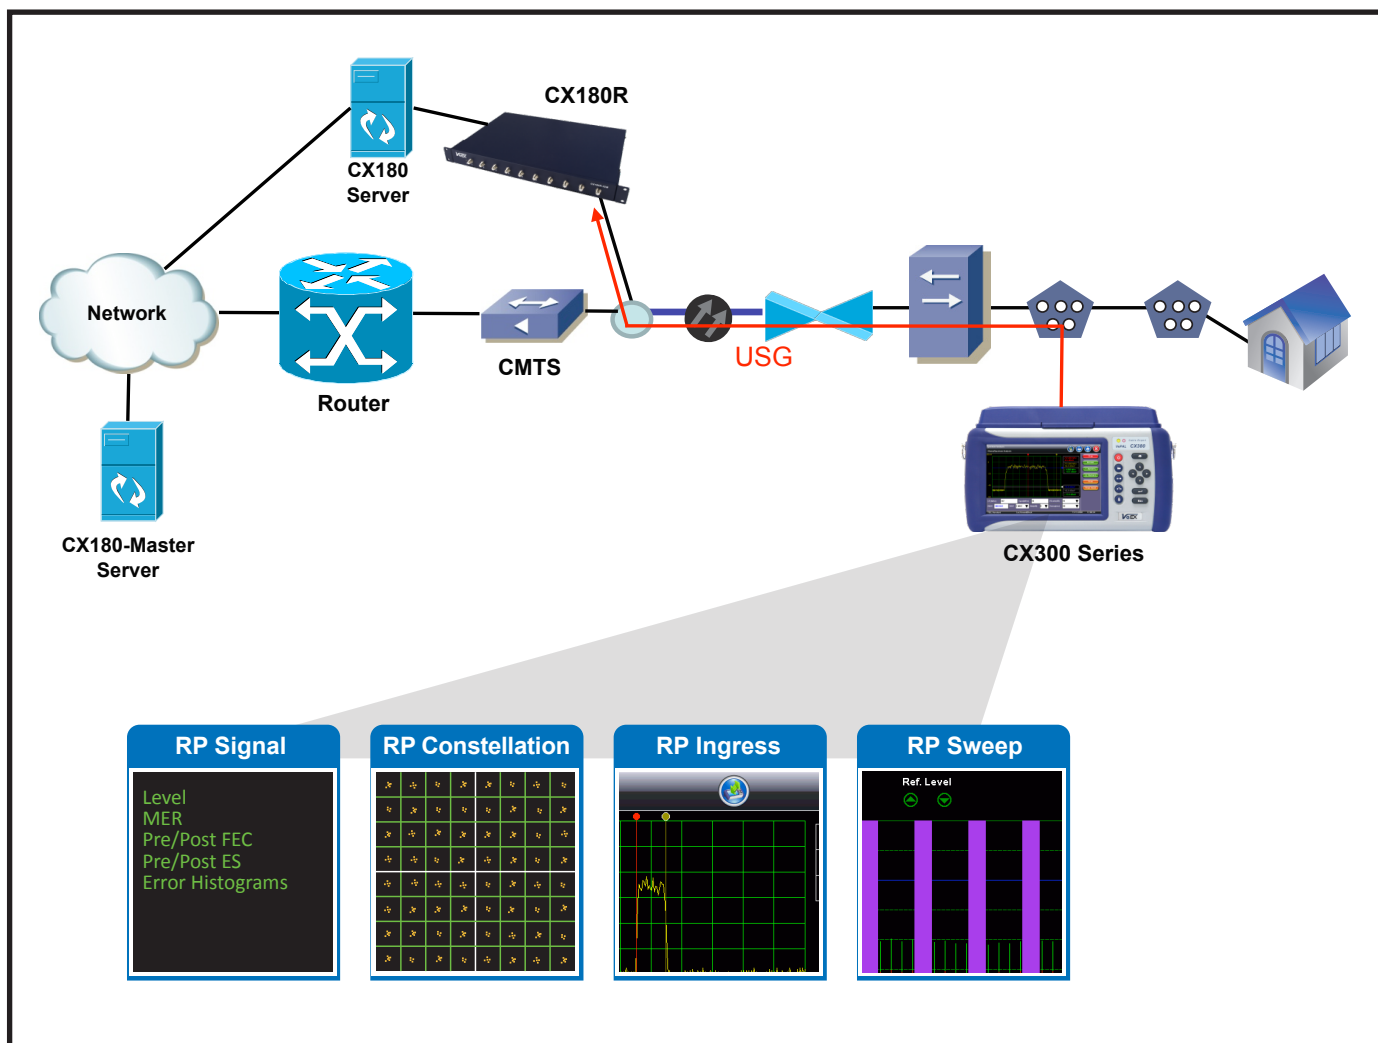 CX180R
CX180
Server
Network
Router
CMTS
USG
CX180-Master
Server
CX300 Series
RP Signal
Level
MER
Pre/Post FEC
Pre/Post ES
Error Histograms
RP Constellation
RP Ingress
RP Sweep
Ref. Level